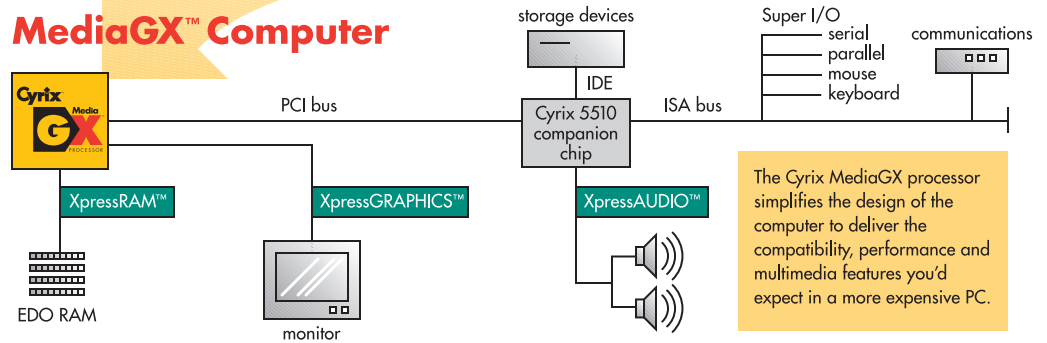 MediaGX™ Computer
storage devices
Super I/O
serial
parallel
mouse
keyboard
communications
Cyrix
Media
GX
PROCESSOR
PCI bus
IDE
Cyrix 5510
companion
chip
ISA bus
XpressRAM™
XpressGRAPHICS™
XpressAUDIO™
EDO RAM
monitor
The Cyrix MediaGX processor
simplifies the design of the
computer to deliver the
compatibility, performance and
multimedia features you’d
expect in a more expensive PC.